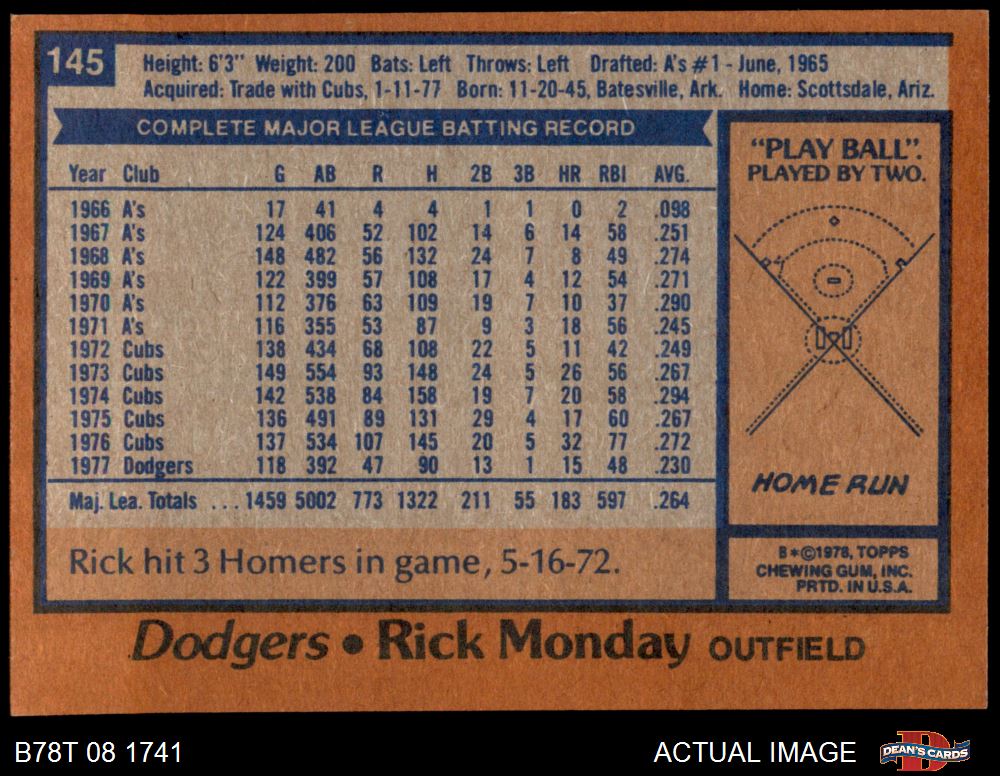 145
Height: 6'3" Weight: 200 Bats: Left Throws: Left Drafted: A's #1 - June, 1965
Acquired: Trade with Cubs, 1-11-77 Born: 11-20-45, Batesville, Ark. Home: Scottsdale, Ariz.
COMPLETE MAJOR LEAGUE BATTING RECORD
Year Club G AB R H 2B 3B HR RBI AVG.
1966 A's 17 41 4 4 1 1 0 2 .098
1967 A's 124 406 52 102 14 6 14 58 .251
1968 A's 148 482 56 132 24 7 8 49 .274
1969 A's 122 399 57 108 17 4 12 54 .271
1970 A's 112 376 63 109 19 7 10 37 .290
1971 A's 116 355 53 87 9 3 18 56 .245
1972 Cubs 138 434 68 108 22 5 11 42 .249
1973 Cubs 149 554 93 148 24 5 26 56 .267
1974 Cubs 142 538 84 158 19 7 20 58 .294
1975 Cubs 136 491 89 131 29 4 17 60 .267
1976 Cubs 137 534 107 145 20 5 32 77 .272
1977 Dodgers 118 392 47 90 13 1 15 48 .230
Maj. Lea. Totals ... 1459 5002 773 1322 211 55 183 597 .264
Rick hit 3 Homers in game, 5-16-72.
"PLAY BALL".
PLAYED BY TWO.
HOME RUN
B*©1978, TOPPS
CHEWING GUM, INC.
PRTD. IN U.S.A.
Dodgers • Rick Monday OUTFIELD
B78T 08 1741
ACTUAL IMAGE
D
DEAN'S CARDS